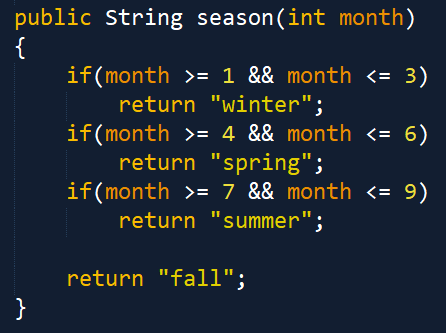 public String season(int month)
{
    if(month >= 1 && month <= 3)
        return "winter";
    if(month >= 4 && month <= 6)
        return "spring";
    if(month >= 7 && month <= 9)
        return "summer";

    return "fall";
}